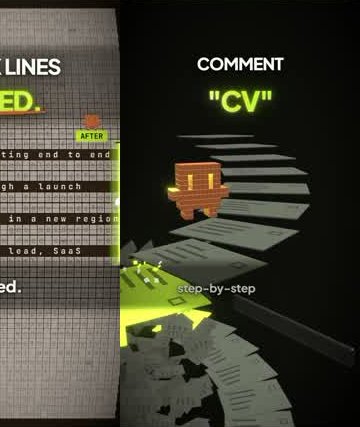 LINES
ED.
AFTER
ting end to end
gh a launch
in a new region
lead, SaaS
ed.
COMMENT
"CV"
step-by-step